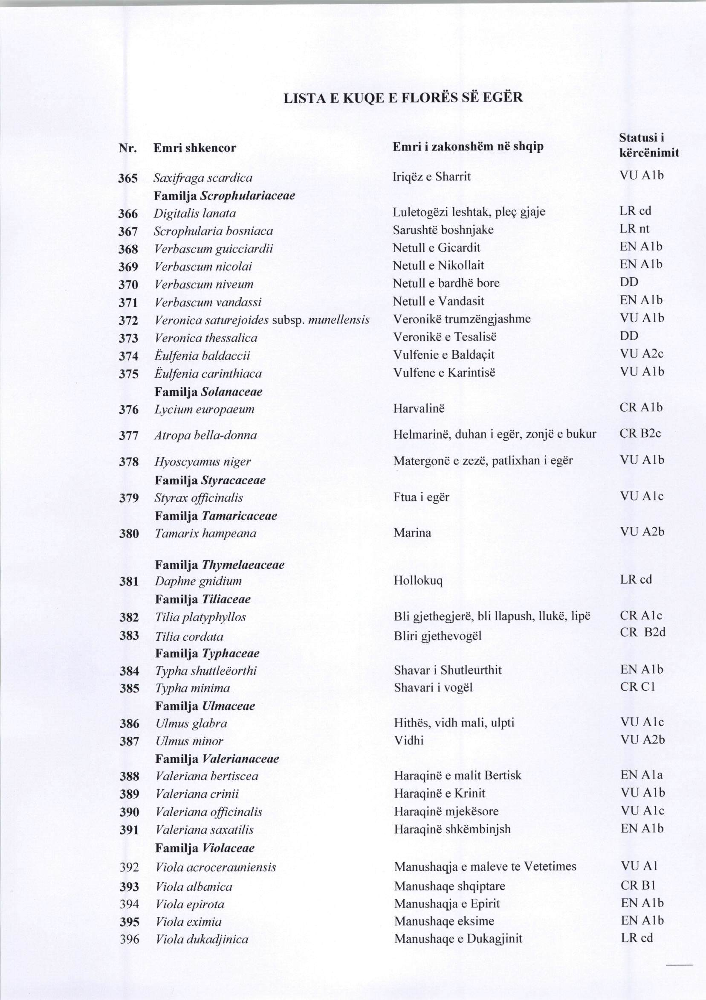 LISTA E KUQE E FLORËS SË EGËR
Nr. Emri shkencor Emri i zakonshëm në shqip Statusi i kërcënimit
365 Saxifraga scardica Iriqëz e Sharrit VU A1b
Familja Scrophulariaceae
366 Digitalis lanata Luletogëzi leshtak, pleç gjaje LR cd
367 Scrophularia bosniaca Sarushtë boshnjake LR nt
368 Verbascum guicciardii Netull e Gicardit EN A1b
369 Verbascum nicolai Netull e Nikollait EN A1b
370 Verbascum niveum Netull e bardhë bore DD
371 Verbascum vandassi Netull e Vandasit EN A1b
372 Veronica saturejoides subsp. munellensis Veronikë trumzëngjashme VU A1b
373 Veronica thessalica Veronikë e Tesalisë DD
374 Ëulfenia baldaccii Vulfenie e Baldaçit VU A2c
375 Ëulfenia carinthiaca Vulfene e Karintisë VU A1b
Familja Solanaceae
376 Lycium europaeum Harvalinë CR A1b
377 Atropa bella-donna Helmarinë, duhan i egër, zonjë e bukur CR B2c
378 Hyoscyamus niger Matergonë e zezë, patlixhan i egër VU A1b
Familja Styracaceae
379 Styrax officinalis Ftua i egër VU A1c
Familja Tamaricaceae
380 Tamarix hampeana Marina VU A2b
Familja Thymelaeaceae
381 Daphne gnidium Hollokuq LR cd
Familja Tiliaceae
382 Tilia platyphyllos Bli gjethegjerë, bli llapush, llukë, lipë CR A1c
383 Tilia cordata Bliri gjethevogël CR B2d
Familja Typhaceae
384 Typha shuttleëorthi Shavar i Shutleurthit EN A1b
385 Typha minima Shavari i vogël CR C1
Familja Ulmaceae
386 Ulmus glabra Hithës, vidh mali, ulpti VU A1c
387 Ulmus minor Vidhi VU A2b
Familja Valerianaceae
388 Valeriana bertiscea Haraqinë e malit Bertisk EN A1a
389 Valeriana crinii Haraqinë e Krinit VU A1b
390 Valeriana officinalis Haraqinë mjekësore VU A1c
391 Valeriana saxatilis Haraqinë shkëmbinjsh EN A1b
Familja Violaceae
392 Viola acrocerauniensis Manushaqja e maleve te Vetetimes VU A1
393 Viola albanica Manushaqe shqiptare CR B1
394 Viola epirota Manushaqja e Epirit EN A1b
395 Viola eximia Manushaqe eksime EN A1b
396 Viola dukadjinica Manushaqe e Dukagjinit LR cd